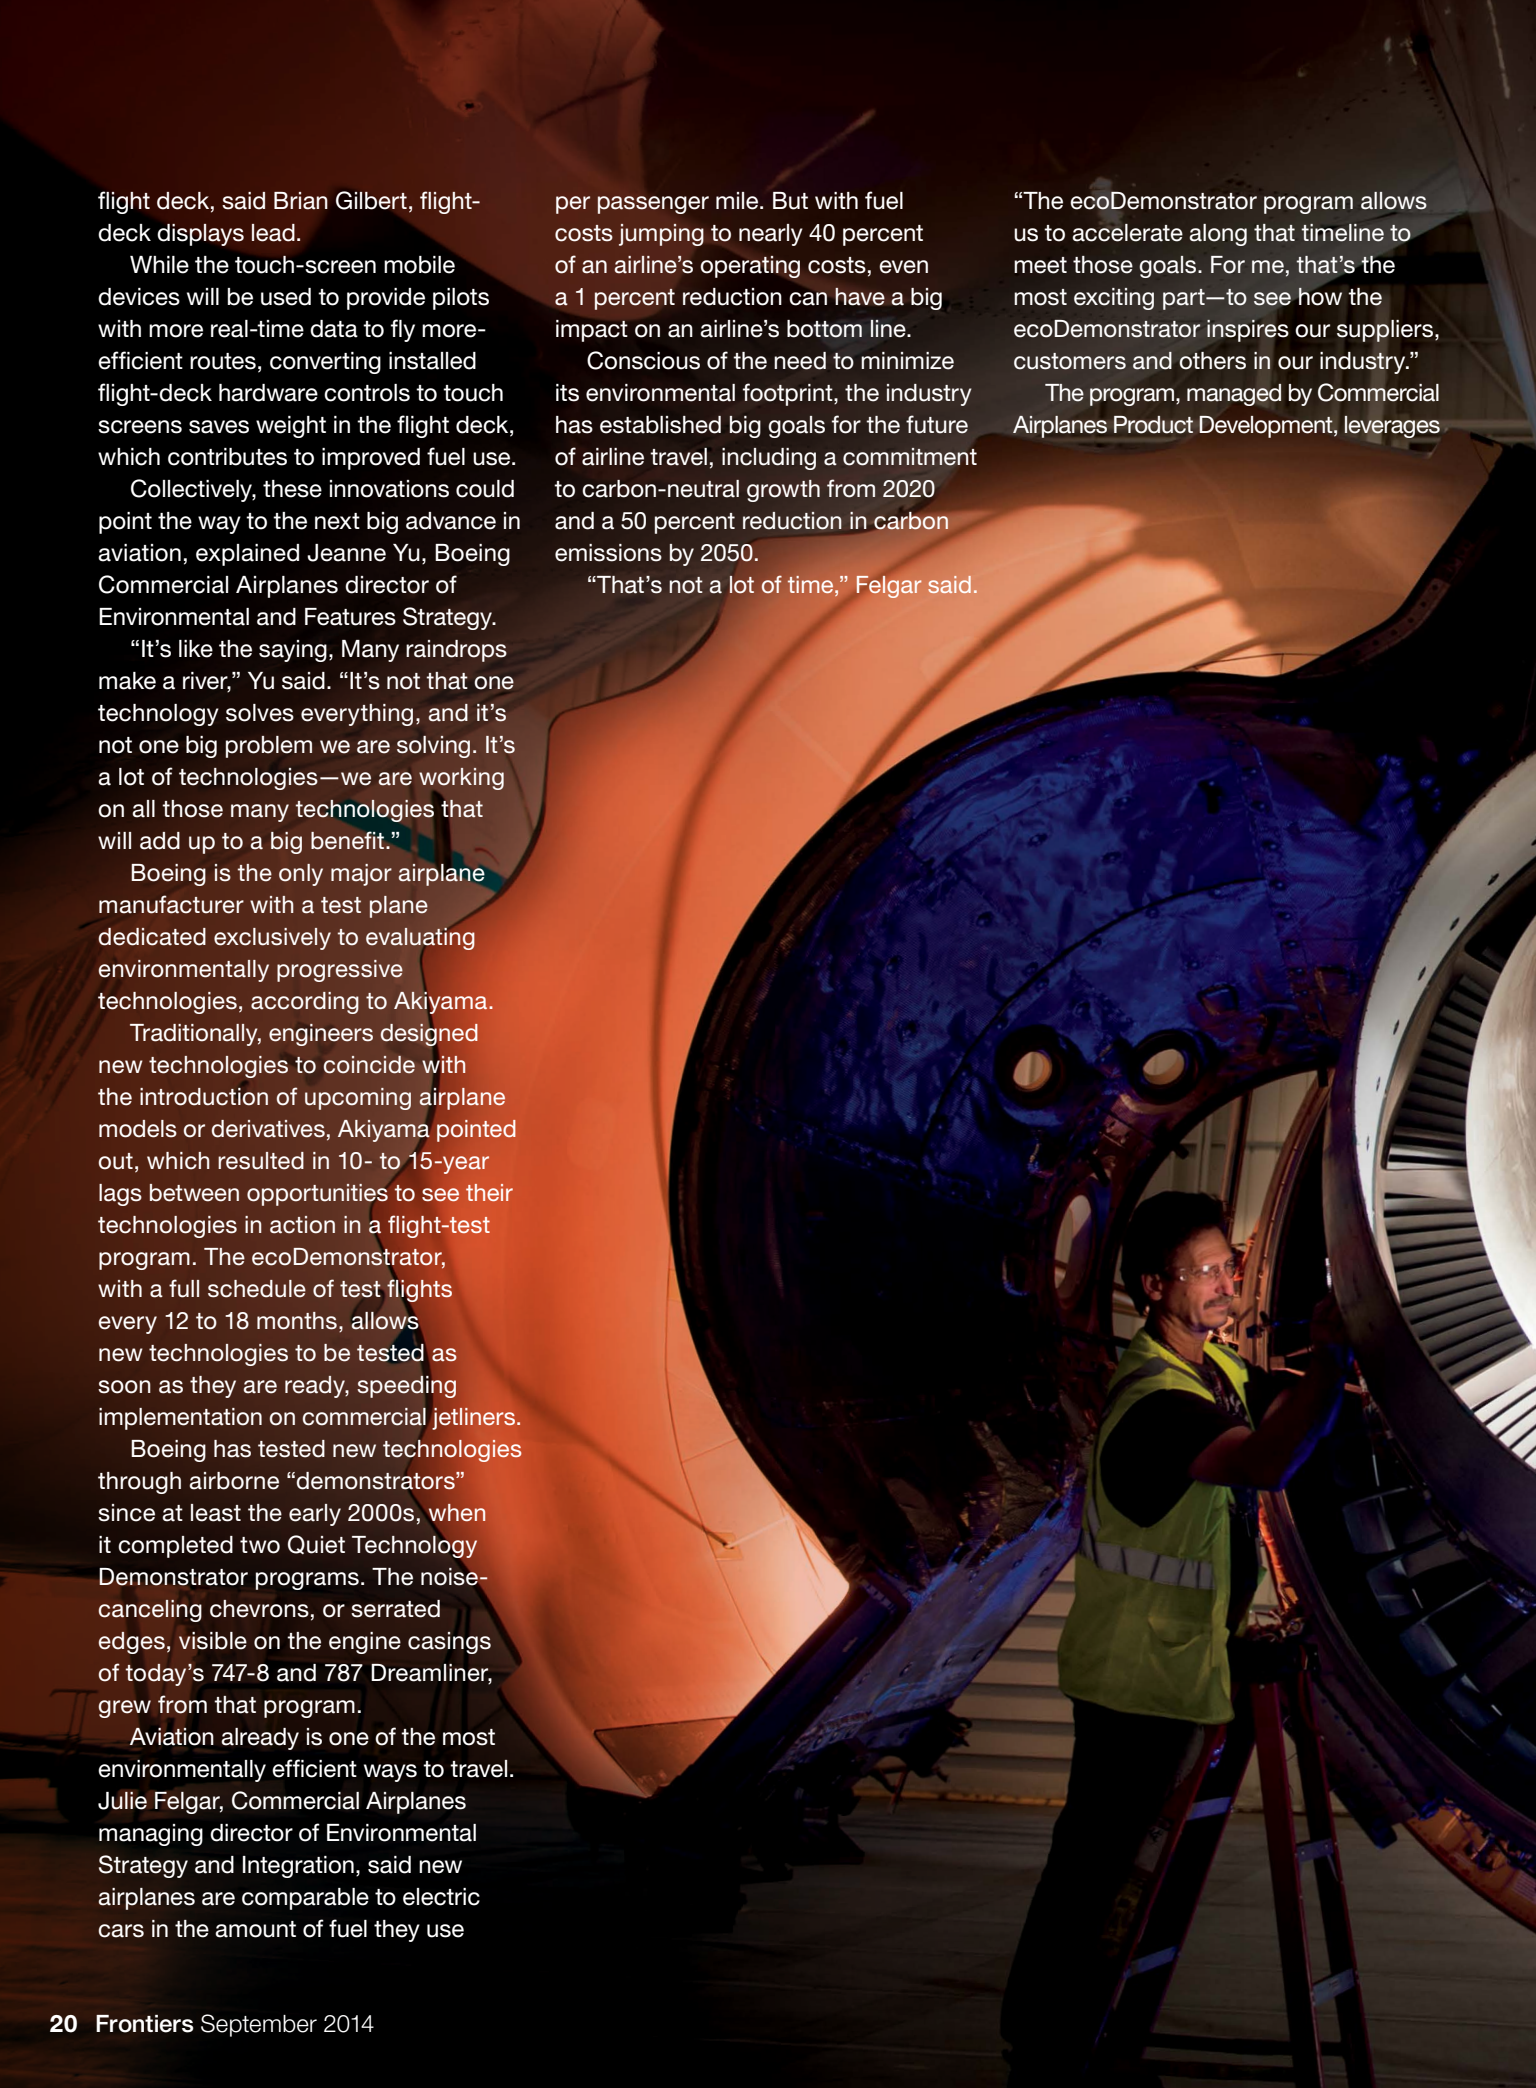 flight deck, said Brian Gilbert, flight-
deck displays lead.
While the touch-screen mobile
devices will be used to provide pilots
with more real-time data to fly more-
efficient routes, converting installed
flight-deck hardware controls to touch
screens saves weight in the flight deck,
which contributes to improved fuel use.
Collectively, these innovations could
point the way to the next big advance in
aviation, explained Jeanne Yu, Boeing
Commercial Airplanes director of
Environmental and Features Strategy.
“It’s like the saying, Many raindrops
make a river,” Yu said. “It’s not that one
technology solves everything, and it’s
not one big problem we are solving. It’s
a lot of technologies—we are working
on all those many technologies that
will add up to a big benefit.”
Boeing is the only major airplane
manufacturer with a test plane
dedicated exclusively to evaluating
environmentally progressive
technologies, according to Akiyama.
Traditionally, engineers designed
new technologies to coincide with
the introduction of upcoming airplane
models or derivatives, Akiyama pointed
out, which resulted in 10- to 15-year
lags between opportunities to see their
technologies in action in a flight-test
program. The ecoDemonstrator,
with a full schedule of test flights
every 12 to 18 months, allows
new technologies to be tested as
soon as they are ready, speeding
implementation on commercial jetliners.
Boeing has tested new technologies
through airborne “demonstrators”
since at least the early 2000s, when
it completed two Quiet Technology
Demonstrator programs. The noise-
canceling chevrons, or serrated
edges, visible on the engine casings
of today’s 747-8 and 787 Dreamliner,
grew from that program.
Aviation already is one of the most
environmentally efficient ways to travel.
Julie Felgar, Commercial Airplanes
managing director of Environmental
Strategy and Integration, said new
airplanes are comparable to electric
cars in the amount of fuel they use
per passenger mile. But with fuel
costs jumping to nearly 40 percent
of an airline’s operating costs, even
a 1 percent reduction can have a big
impact on an airline’s bottom line.
Conscious of the need to minimize
its environmental footprint, the industry
has established big goals for the future
of airline travel, including a commitment
to carbon-neutral growth from 2020
and a 50 percent reduction in carbon
emissions by 2050.
“That’s not a lot of time,” Felgar said.
“The ecoDemonstrator program allows
us to accelerate along that timeline to
meet those goals. For me, that’s the
most exciting part—to see how the
ecoDemonstrator inspires our suppliers,
customers and others in our industry.”
The program, managed by Commercial
Airplanes Product Development, leverages
20 Frontiers September 2014